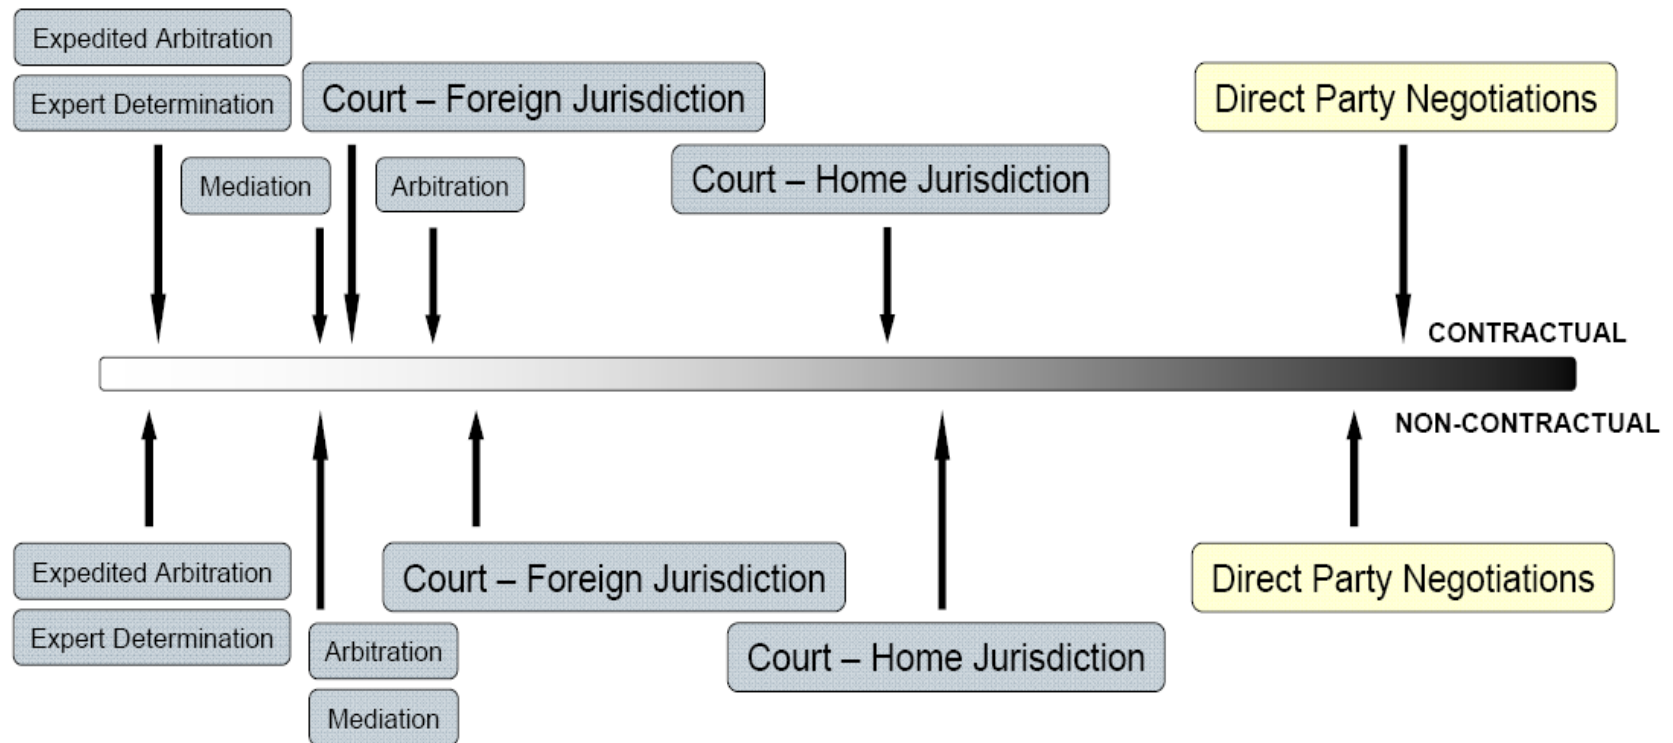 Expedited Arbitration
Expert Determination
Court – Foreign Jurisdiction
Direct Party Negotiations
Mediation
Arbitration
Court – Home Jurisdiction
CONTRACTUAL
NON-CONTRACTUAL
Expedited Arbitration
Expert Determination
Court – Foreign Jurisdiction
Direct Party Negotiations
Arbitration
Mediation
Court – Home Jurisdiction